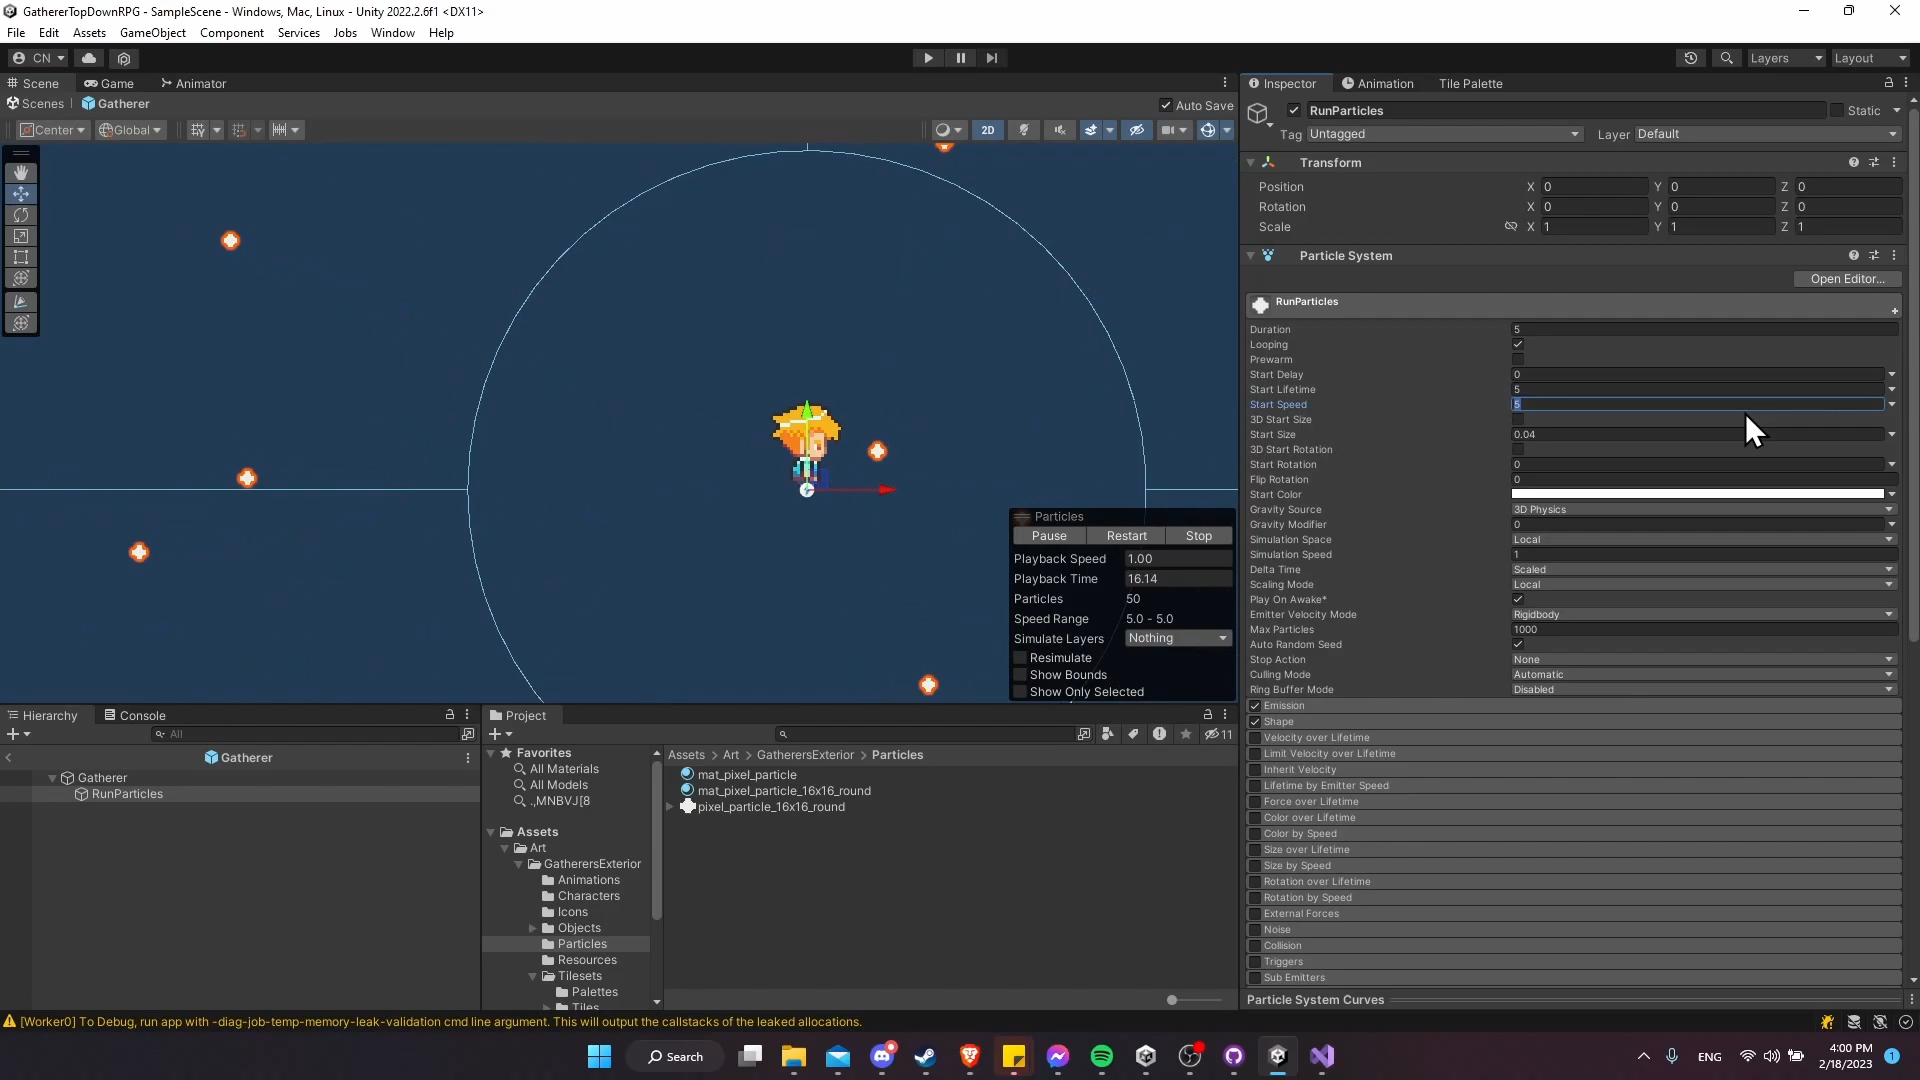 GathererTopDownRPG - SampleScene - Windows, Mac, Linux - Unity 2022.2.6f1 <DX11>
File Edit Assets GameObject Component Services Jobs Window Help
CN Layers Layout
Scene Game Animator
Scenes Gatherer Auto Save
Center Global 2D
Particles
Pause Restart Stop
Playback Speed 1.00
Playback Time 16.14
Particles 50
Speed Range 5.0 - 5.0
Simulate Layers Nothing
Resimulate
Show Bounds
Show Only Selected
Inspector Animation Tile Palette
RunParticles Static
Tag Untagged Layer Default
Transform
Position X 0 Y 0 Z 0
Rotation X 0 Y 0 Z 0
Scale X 1 Y 1 Z 1
Particle System
Open Editor...
RunParticles
Duration 5
Looping
Prewarm
Start Delay 0
Start Lifetime 5
Start Speed 5
3D Start Size
Start Size 0.04
3D Start Rotation
Start Rotation 0
Flip Rotation 0
Start Color
Gravity Source 3D Physics
Gravity Modifier 0
Simulation Space Local
Simulation Speed 1
Delta Time Scaled
Scaling Mode Local
Play On Awake*
Emitter Velocity Mode Rigidbody
Max Particles 1000
Auto Random Seed
Stop Action None
Culling Mode Automatic
Ring Buffer Mode Disabled
Emission
Shape
Velocity over Lifetime
Limit Velocity over Lifetime
Inherit Velocity
Lifetime by Emitter Speed
Force over Lifetime
Color over Lifetime
Color by Speed
Size over Lifetime
Size by Speed
Rotation over Lifetime
Rotation by Speed
External Forces
Noise
Collision
Triggers
Sub Emitters
Particle System Curves
Hierarchy Console
All
Gatherer
Gatherer
RunParticles
Project
11
Favorites
All Materials
All Models
.,MNBVJ[8
Assets
Art
GatherersExterior
Animations
Characters
Icons
Objects
Particles
Resources
Tilesets
Palettes
Tiles
Assets > Art > GatherersExterior > Particles
mat_pixel_particle
mat_pixel_particle_16x16_round
pixel_particle_16x16_round
[Worker0] To Debug, run app with -diag-job-temp-memory-leak-validation cmd line argument. This will output the callstacks of the leaked allocations.
Search
ENG
4:00 PM
2/18/2023
1